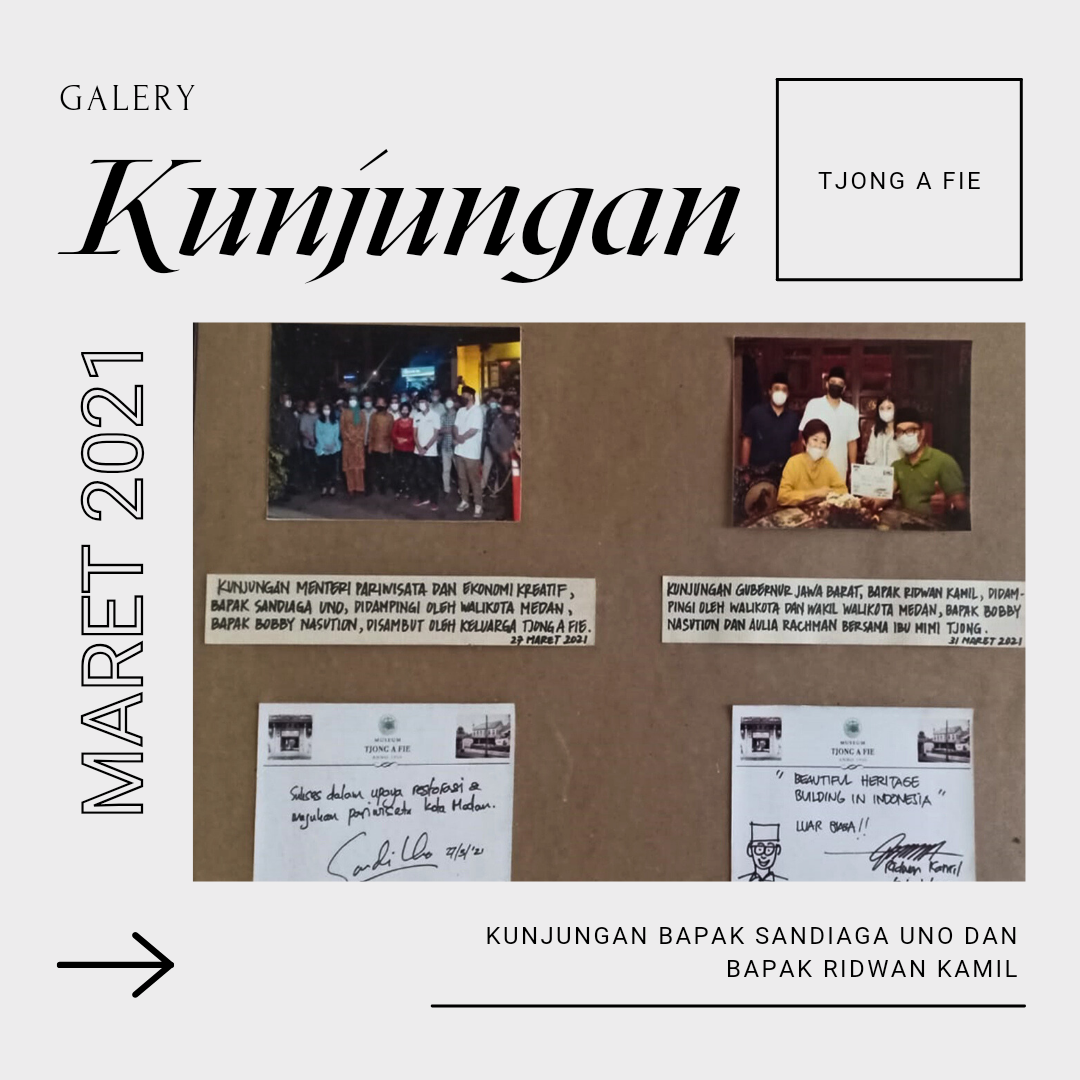 GALERY
Kunjungan
TJONG A FIE
MARET 2021
KUNJUNGAN MENTERI PARIWISATA DAN EKONOMI KREATIF,
BAPAK SANDIAGA UNO, DIDAMPINGI OLEH WALIKOTA MEDAN,
BAPAK BOBBY NASUTION, DISAMBUT OLEH KELUARGA TJONG A FIE.
27 MARET 2021
KUNJUNGAN GUBERNUR JAWA BARAT, BAPAK RIDWAN KAMIL, DIDAM-
PINGI OLEH WALIKOTA DAN WAKIL WALIKOTA MEDAN, BAPAK BOBBY
NASUTION DAN AULIA RACHMAN BERSAMA IBU MIMI TJONG.
31 MARET 2021
MUSEUM
TJONG A FIE
Sukses dalam upaya restorasi &
majukan pariwisata kota Medan.
27/3/'21
MUSEUM
TJONG A FIE
"BEAUTIFUL HERITAGE
BULDING IN INDONESIA"
LUAR BIASA!!
Ridwan Kamil
KUNJUNGAN BAPAK SANDIAGA UNO DAN
BAPAK RIDWAN KAMIL